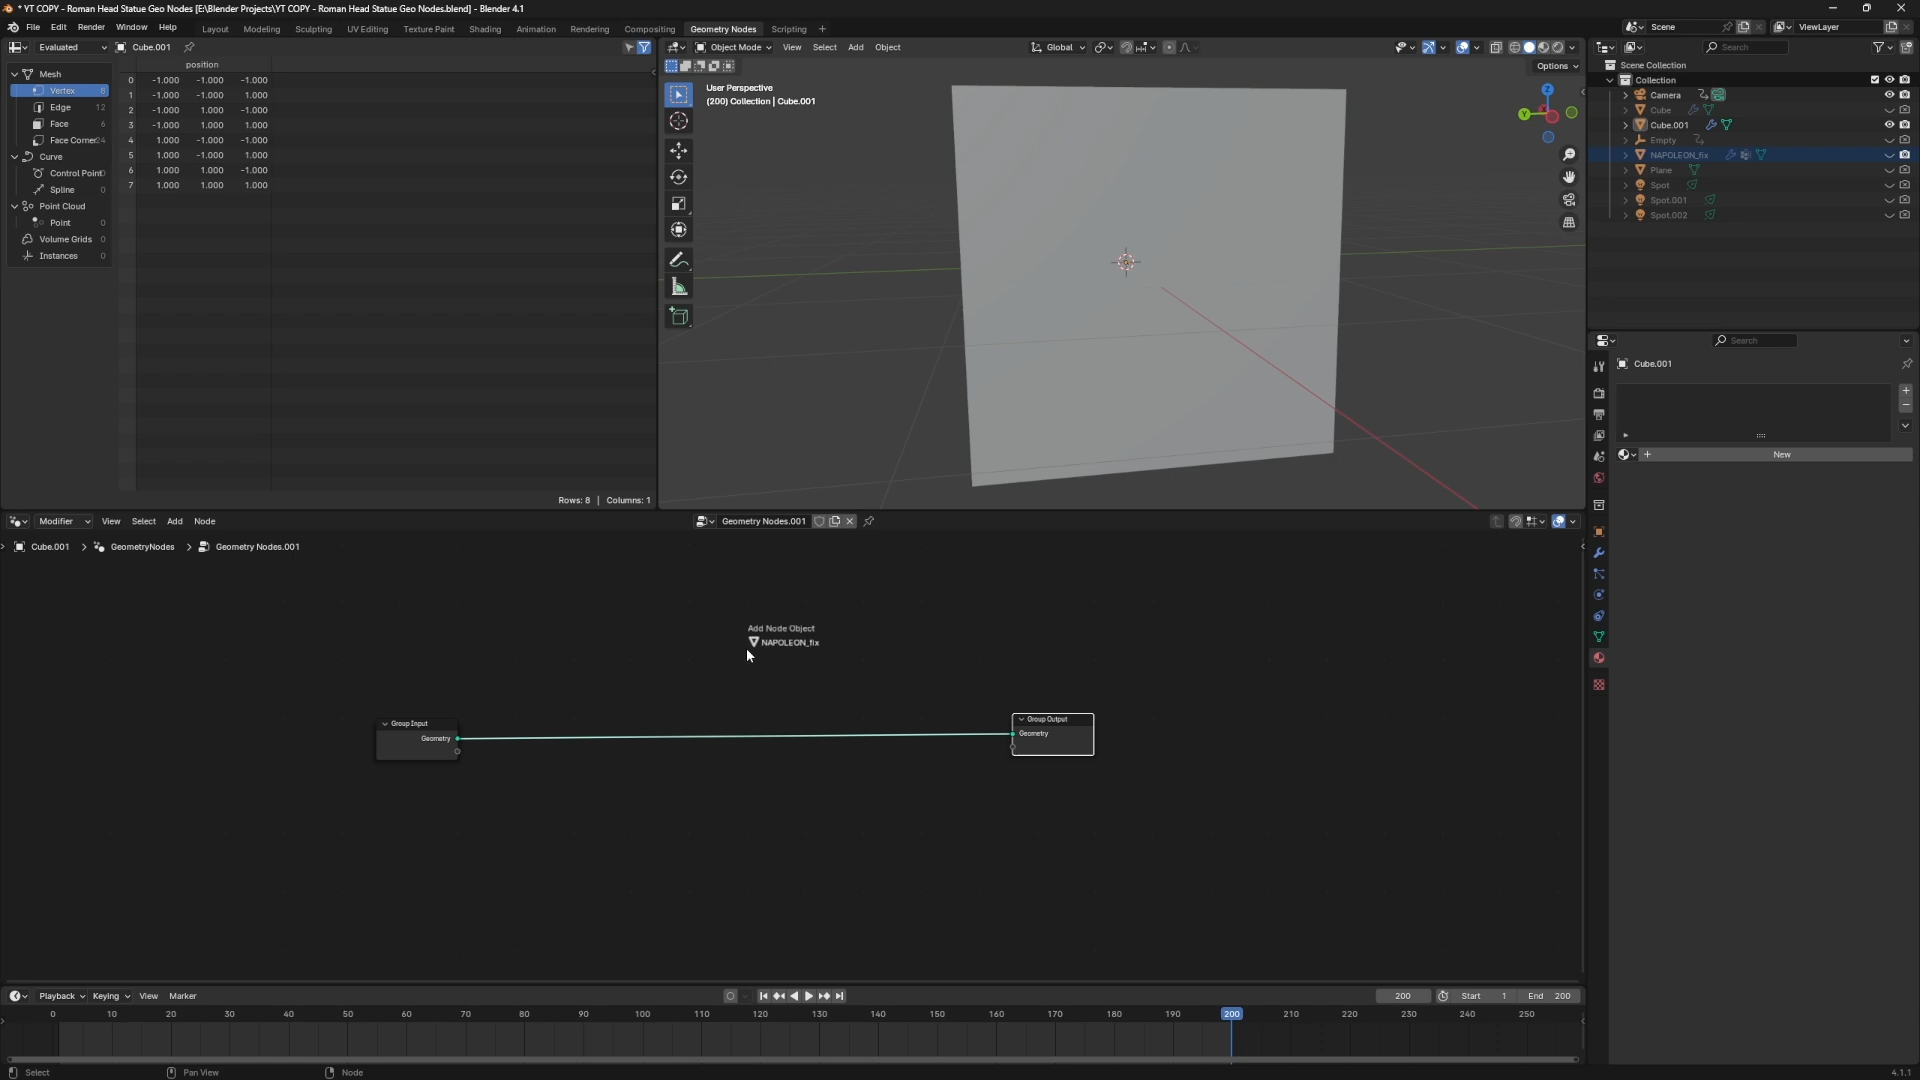 * YT COPY - Roman Head Statue Geo Nodes [E:\Blender Projects\YT COPY - Roman Head Statue Geo Nodes.blend] - Blender 4.1
File Edit Render Window Help Layout Modeling Sculpting UV Editing Texture Paint Shading Animation Rendering Compositing Geometry Nodes Scripting + Scene ViewLayer
Evaluated Cube.001
Object Mode View Select Add Object Global
Search
Options
position
Mesh
Vertex 8
Edge 12
Face 6
Face Corner 24
Curve
Control Point
Spline 0
Point Cloud
Point 0
Volume Grids 0
Instances 0
0 -1.000 -1.000 -1.000
1 -1.000 -1.000 1.000
2 -1.000 1.000 -1.000
3 -1.000 1.000 1.000
4 1.000 -1.000 -1.000
5 1.000 -1.000 1.000
6 1.000 1.000 -1.000
7 1.000 1.000 1.000
Rows: 8 | Columns: 1
User Perspective
(200) Collection | Cube.001
Z
Y
X
Scene Collection
Collection
Camera
Cube
Cube.001
Empty
NAPOLEON_fix
Plane
Spot
Spot.001
Spot.002
Search
Cube.001
+
−
+ New
Modifier View Select Add Node
Geometry Nodes.001
Cube.001 > GeometryNodes > Geometry Nodes.001
Add Node Object
NAPOLEON_fix
Group Input
Geometry
Group Output
Geometry
Playback Keying View Marker
200 Start 1 End 200
0 10 20 30 40 50 60 70 80 90 100 110 120 130 140 150 160 170 180 190 200 210 220 230 240 250
Select Pan View Node
4.1.1